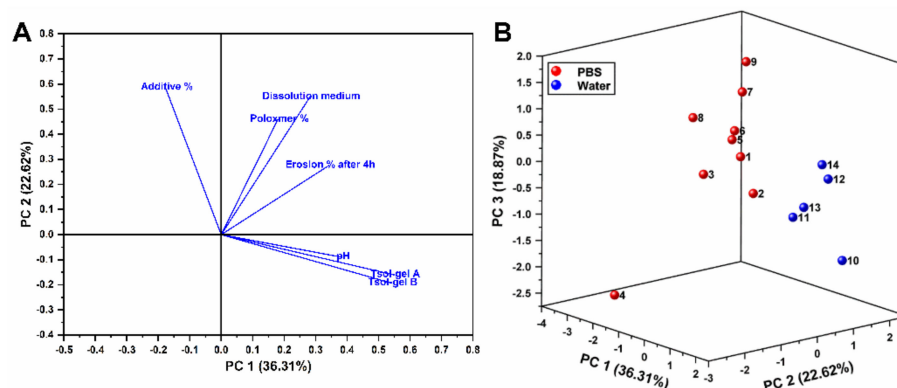 A
0.8
0.7
0.6
0.5
0.4
0.3
0.2
0.1
0.0
-0.1
-0.2
-0.3
-0.4
PC 2 (22.62%)
Additive %
Dissolution medium
Poloxmer %
Erosion % after 4h
pH
Tsol-gel A
Tsol-gel B
-0.5 -0.4 -0.3 -0.2 -0.1 0.0 0.1 0.2 0.3 0.4 0.5 0.6 0.7 0.8
PC 1 (36.31%)
B
PBS
Water
2.0
1.5
1.0
0.5
0.0
-0.5
-1.0
-1.5
-2.0
-2.5
PC 3 (18.87%)
9
7
8
6
5
1
3
2
14
12
13
11
10
4
-4 -3 -2 -1 0 1 2
PC 1 (36.31%)
-3 -2 -1 0 1 2
PC 2 (22.62%)